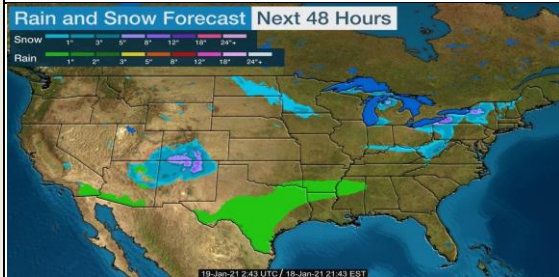 Rain and Snow Forecast Next 48 Hours
Snow 1" 3" 5" 8" 12" 18" 24"+
Rain 1" 2" 3" 5" 8" 12" 18" 24"+
19-Jan-21 2:43 UTC / 18-Jan-21 21:43 EST